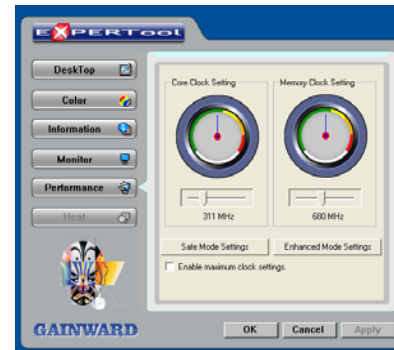 EXPERTool
DeskTop
Color
Information
Monitor
Performance
Heat
Core Clock Setting
Memory Clock Setting
311 MHz
680 MHz
Safe Mode Settings
Enhanced Mode Settings
Enable maximum clock settings.
GAINWARD
OK
Cancel
Apply